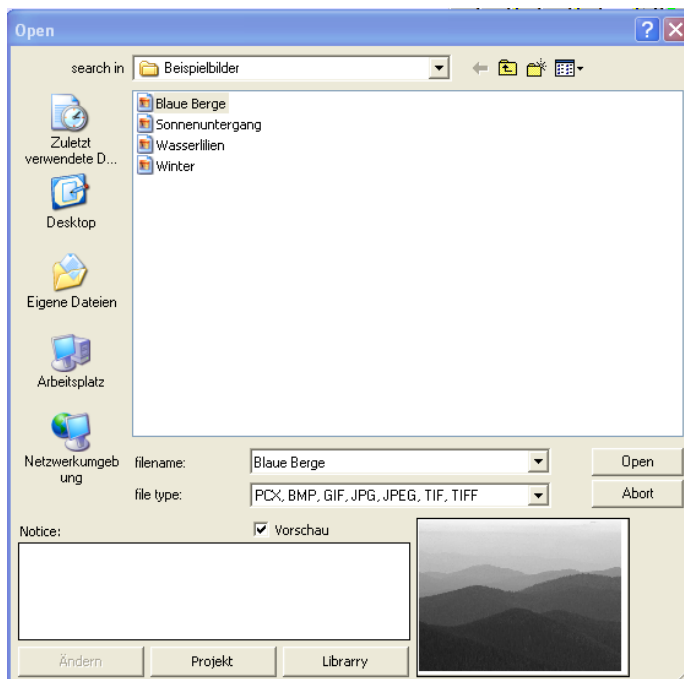 Open
search in
Beispielbilder
Zuletzt
verwendete D...
Desktop
Eigene Dateien
Arbeitsplatz
Netzwerkumgeb
ung
Blaue Berge
Sonnenuntergang
Wasserlilien
Winter
filename:
Blaue Berge
Open
file type:
PCX, BMP, GIF, JPG, JPEG, TIF, TIFF
Abort
Notice:
Vorschau
Ändern
Projekt
Librarry